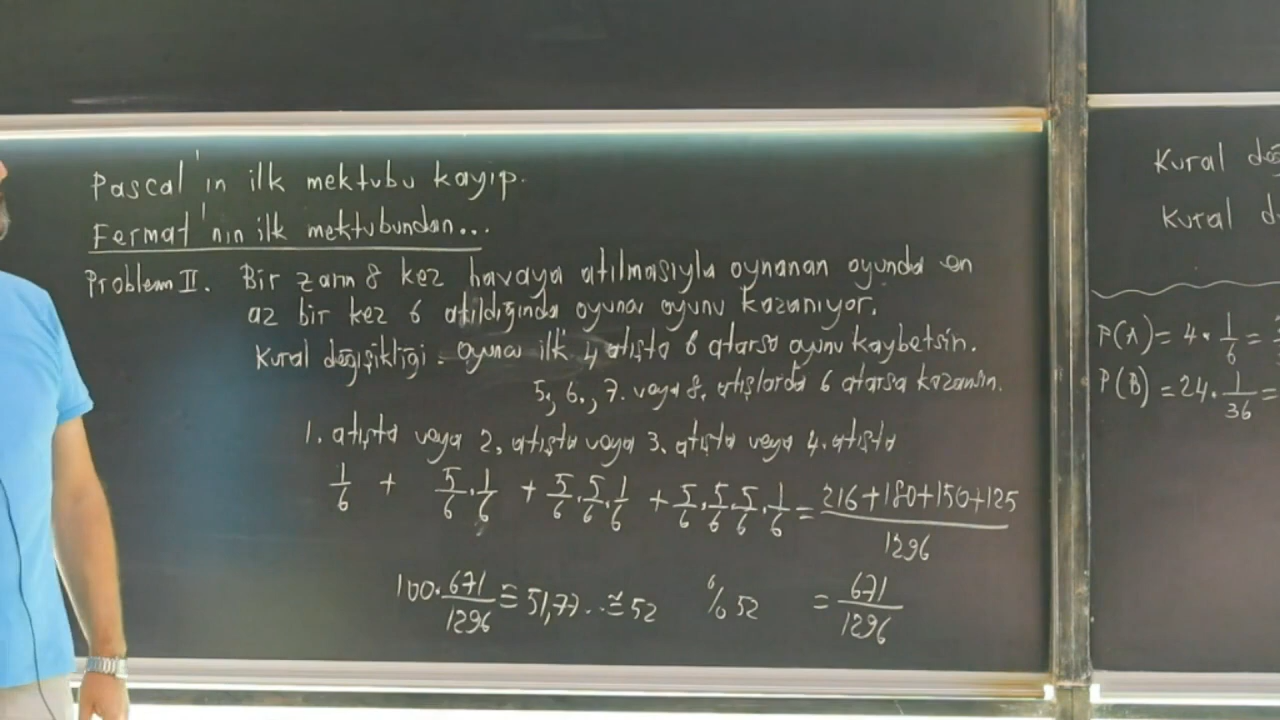 Pascal'ın ilk mektubu kayıp.
Fermat'nın ilk mektubundan...
Problem II. Bir zarın 8 kez havaya atılmasıyla oynanan oyunda en
az bir kez 6 atıldığında oyuncu oyunu kazanıyor.
Kural değişikliği: oyuncu ilk 4 atışta 6 atarsa oyunu kaybetsin.
5., 6., 7. veya 8. atışlarda 6 atarsa kazansın.
1. atışta veya 2. atışta veya 3. atışta veya 4. atışta
1/6 + 5/6 · 1/6 + 5/6 · 5/6 · 1/6 + 5/6 · 5/6 · 5/6 · 1/6 = (216+180+150+125)/1296
100 · 671/1296 ≅ 51,77.. ≅ 52 %52 = 671/1296
Kural
Kural
P(A) = 4 · 1/6 =
P(B) = 24 · 1/36 =